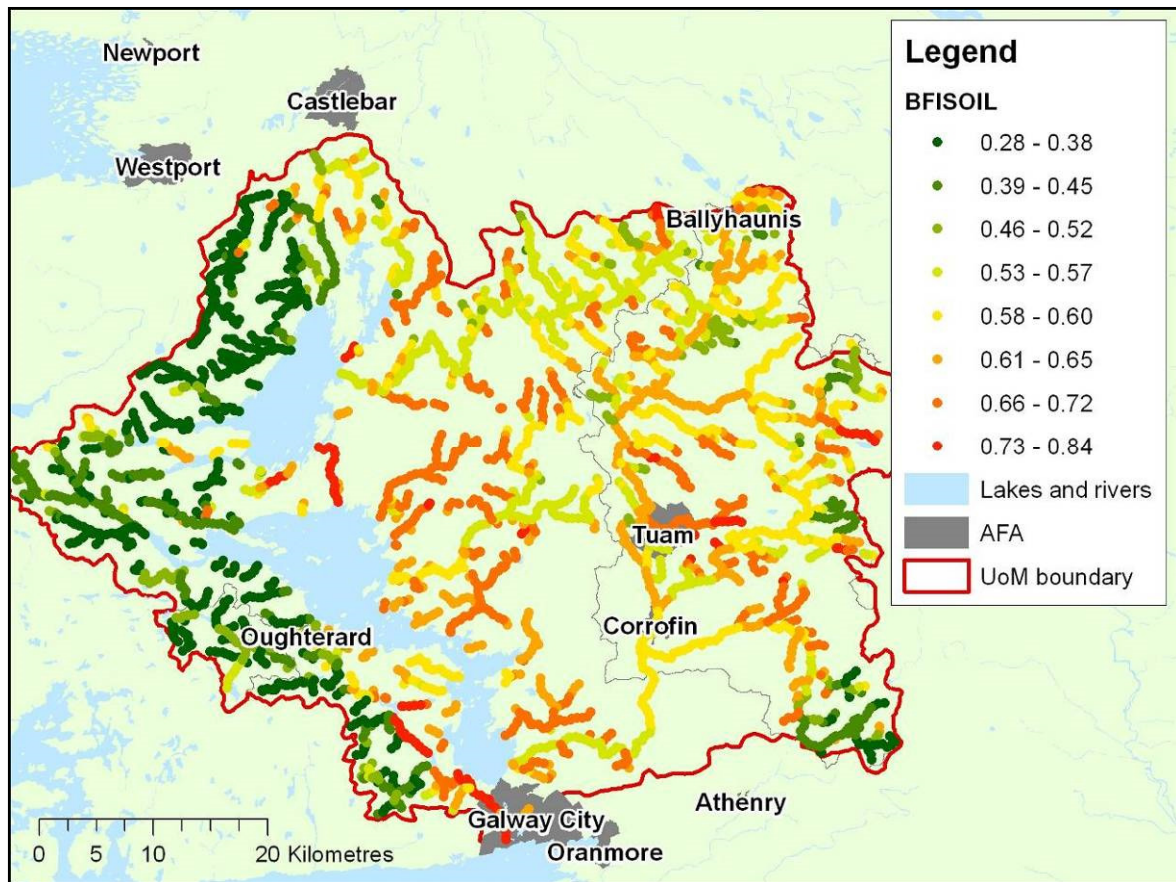 Newport
Castlebar
Westport
Ballyhaunis
Tuam
Corrofin
Oughterard
Athenry
Galway City
Oranmore
0 5 10 20 Kilometres
Legend
BFISOIL
0.28 - 0.38
0.39 - 0.45
0.46 - 0.52
0.53 - 0.57
0.58 - 0.60
0.61 - 0.65
0.66 - 0.72
0.73 - 0.84
Lakes and rivers
AFA
UoM boundary